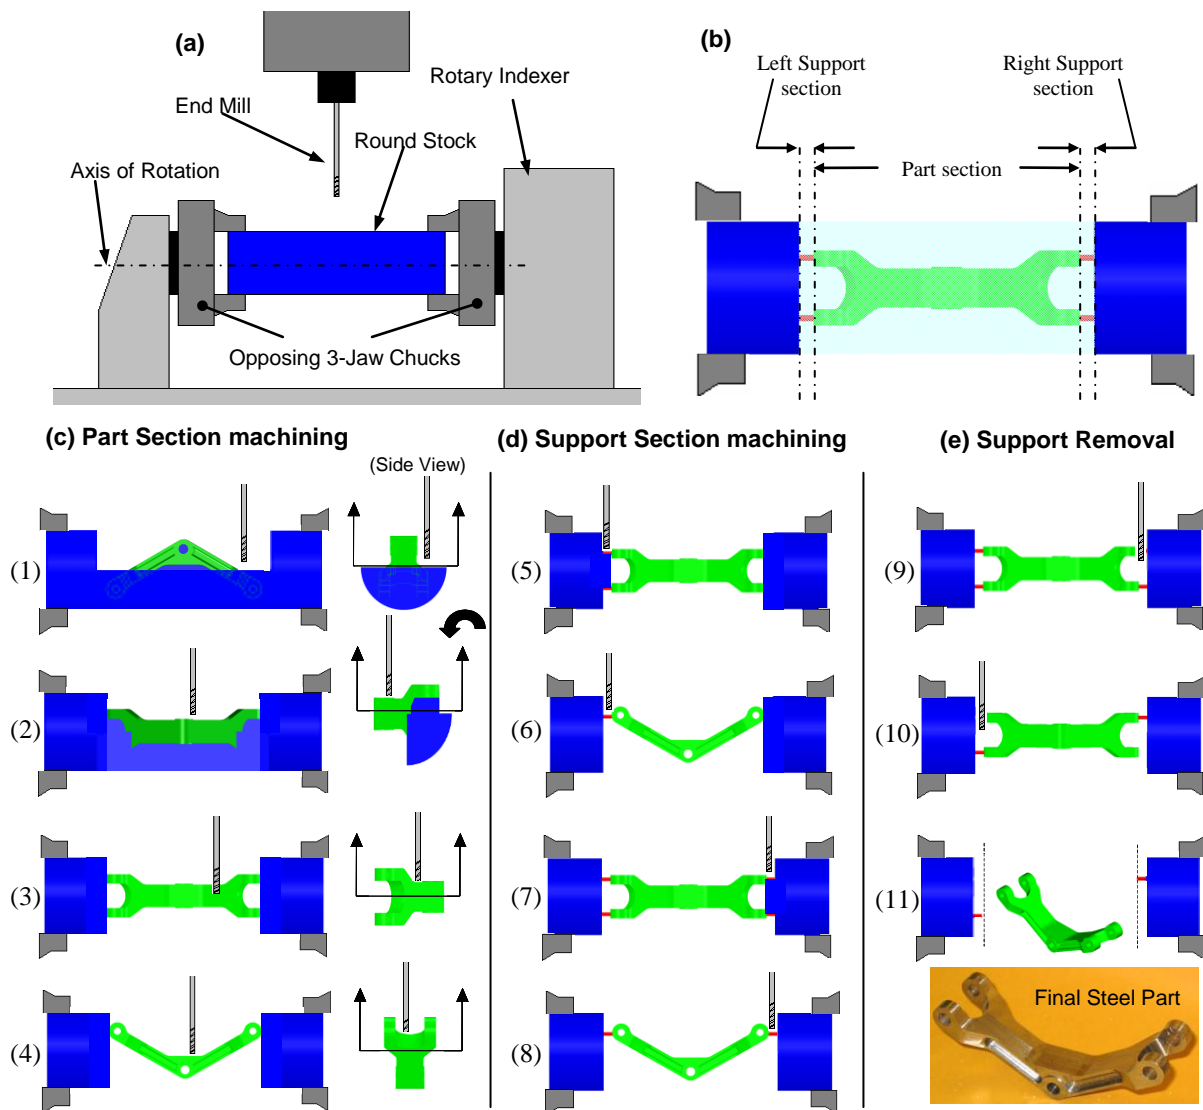 (a)
Rotary Indexer
End Mill
Round Stock
Axis of Rotation
Opposing 3-Jaw Chucks
(b)
Left Support
section
Right Support
section
Part section
(c) Part Section machining
(Side View)
(1)
(2)
(3)
(4)
(d) Support Section machining
(5)
(6)
(7)
(8)
(e) Support Removal
(9)
(10)
(11)
Final Steel Part